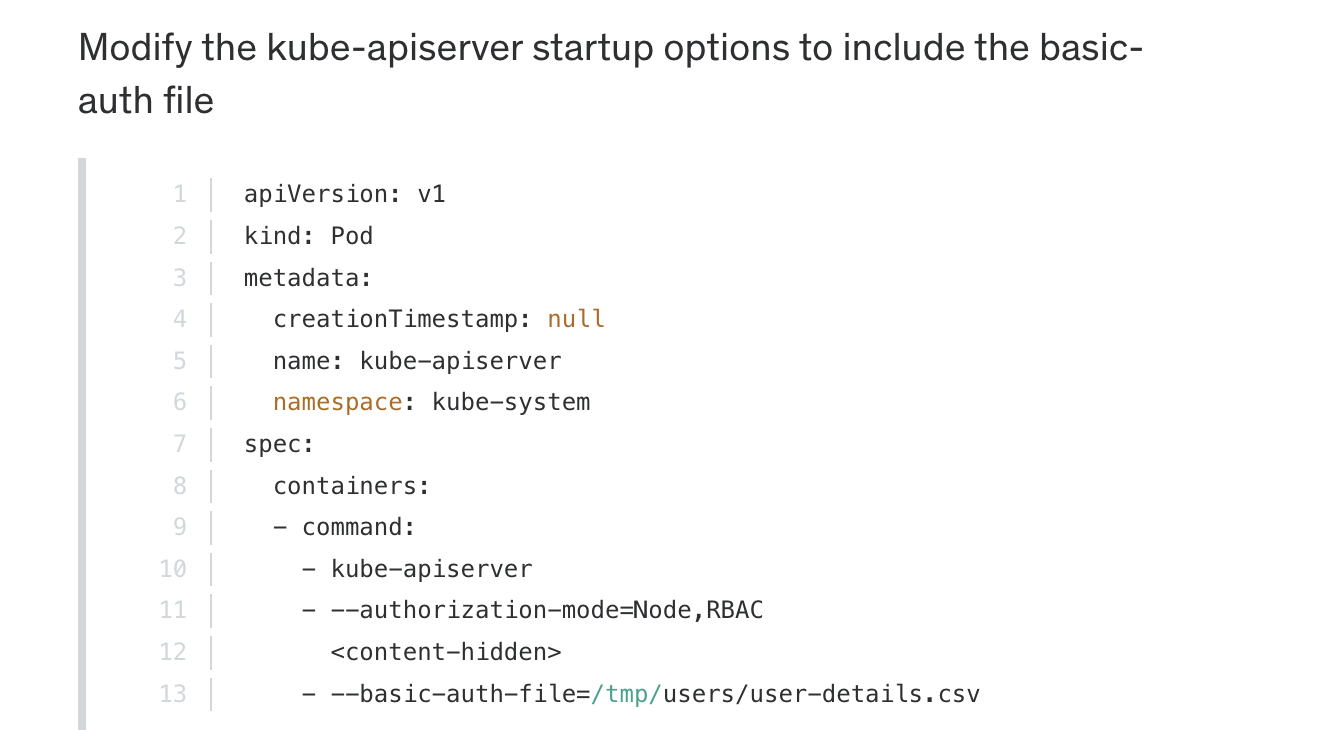 Modify the kube-apiserver startup options to include the basic-
auth file
1 apiVersion: v1
2 kind: Pod
3 metadata:
4   creationTimestamp: null
5   name: kube-apiserver
6   namespace: kube-system
7 spec:
8   containers:
9   - command:
10     - kube-apiserver
11     - --authorization-mode=Node,RBAC
12       <content-hidden>
13     - --basic-auth-file=/tmp/users/user-details.csv